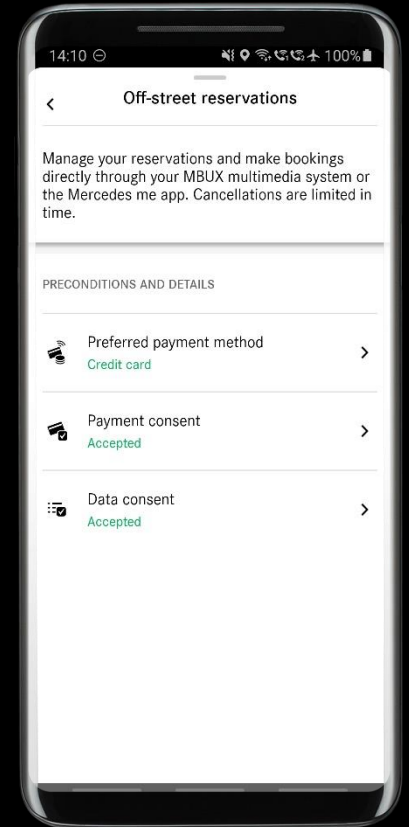 14:10
100%
Off-street reservations
Manage your reservations and make bookings
directly through your MBUX multimedia system or
the Mercedes me app. Cancellations are limited in
time.
PRECONDITIONS AND DETAILS
Preferred payment method
Credit card
Payment consent
Accepted
Data consent
Accepted